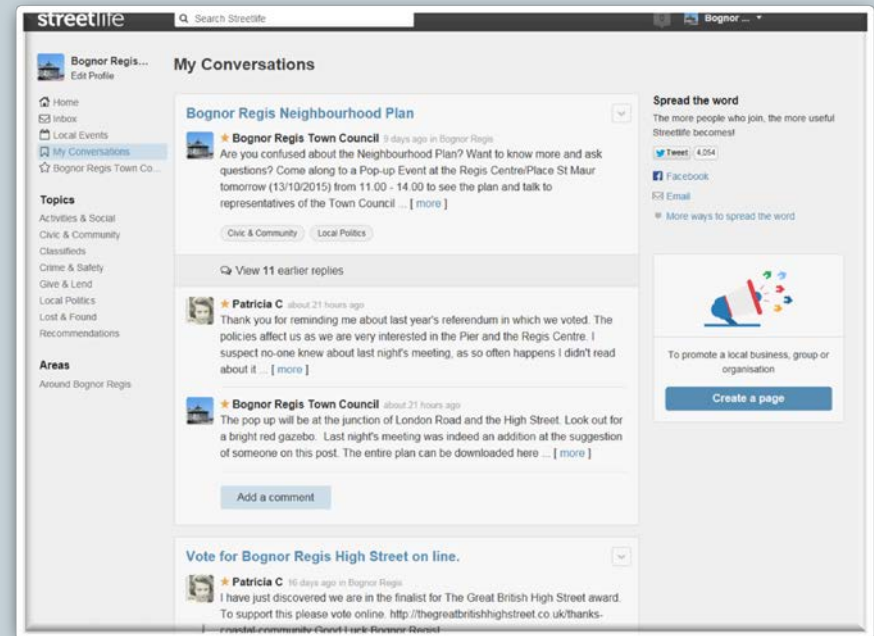 streetlife
Search Streetlife
Bognor ...
Bognor Regis...
Edit Profile
Home
Inbox
Local Events
My Conversations
Bognor Regis Town Co...
Topics
Activities & Social
Civic & Community
Classifieds
Crime & Safety
Give & Lend
Local Politics
Lost & Found
Recommendations
Areas
Around Bognor Regis
My Conversations
Bognor Regis Neighbourhood Plan
Bognor Regis Town Council 9 days ago in Bognor Regis
Are you confused about the Neighbourhood Plan? Want to know more and ask
questions? Come along to a Pop-up Event at the Regis Centre/Place St Maur
tomorrow (13/10/2015) from 11.00 - 14.00 to see the plan and talk to
representatives of the Town Council ... [ more ]
Civic & Community Local Politics
View 11 earlier replies
Patricia C about 21 hours ago
Thank you for reminding me about last year's referendum in which we voted. The
policies affect us as we are very interested in the Pier and the Regis Centre. I
suspect no-one knew about last night's meeting, as so often happens I didn't read
about it ... [ more ]
Bognor Regis Town Council about 21 hours ago
The pop up will be at the junction of London Road and the High Street. Look out for
a bright red gazebo. Last night's meeting was indeed an addition at the suggestion
of someone on this post. The entire plan can be downloaded here ... [ more ]
Add a comment
Vote for Bognor Regis High Street on line.
Patricia C 16 days ago in Bognor Regis
I have just discovered we are in the finalist for The Great British High Street award.
To support this please vote online. http://thegreatbritishhighstreet.co.uk/thanks-
coastal-community Good Luck Bognor Regis!
Spread the word
The more people who join, the more useful
Streetlife becomes!
Tweet 4,054
Facebook
Email
More ways to spread the word
To promote a local business, group or
organisation
Create a page